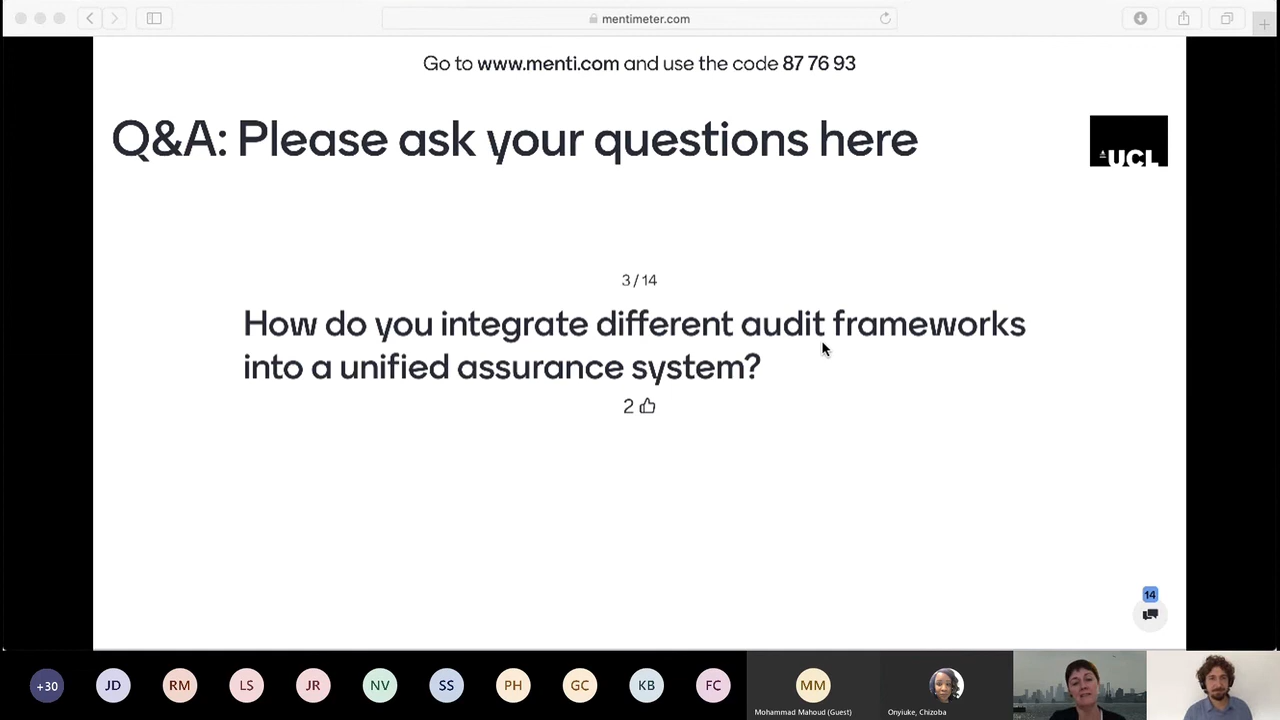 mentimeter.com
Go to www.menti.com and use the code 87 76 93
Q&A: Please ask your questions here
UCL
3 / 14
How do you integrate different audit frameworks
into a unified assurance system?
2
14
+30
JD
RM
LS
JR
NV
SS
PH
GC
KB
FC
MM
Mohammad Mahoud (Guest)
Onyiuke, Chizoba